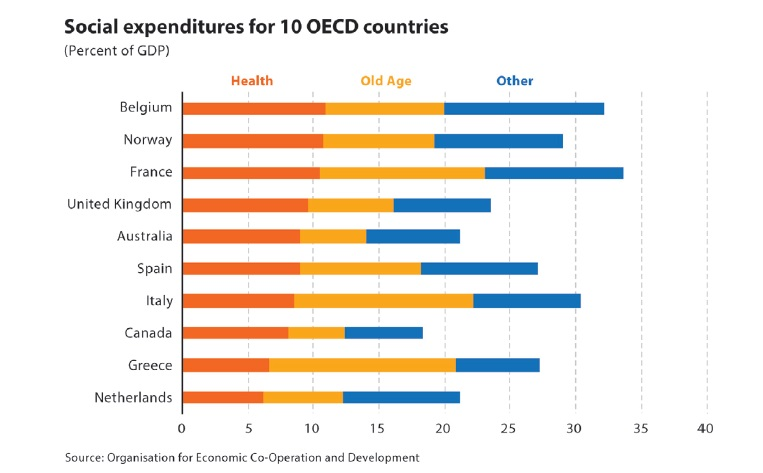 Social expenditures for 10 OECD countries
(Percent of GDP)
Health Old Age Other
Belgium
Norway
France
United Kingdom
Australia
Spain
Italy
Canada
Greece
Netherlands
0 5 10 15 20 25 30 35 40
Source: Organisation for Economic Co-Operation and Development